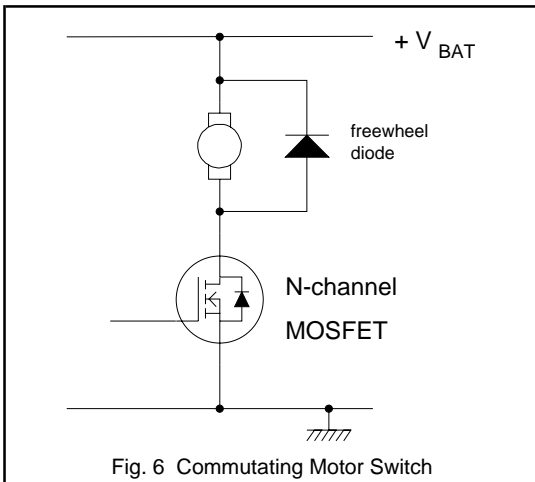 + V BAT
freewheel
diode
N-channel
MOSFET
Fig. 6 Commutating Motor Switch